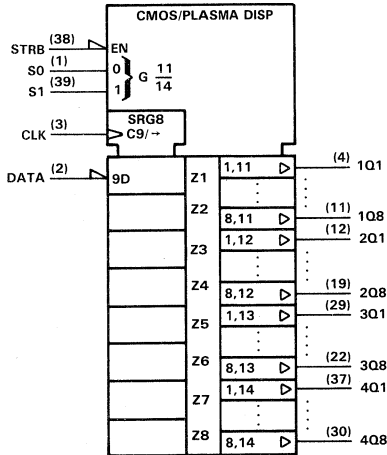 CMOS/PLASMA DISP
STRB (38) EN
S0 (1) 0
S1 (39) 1
G 11
14
SRG8
CLK (3) C9/→
DATA (2) 9D
Z1 1,11 ▷ (4) 1Q1
Z2 8,11 ▷ (11) 1Q8
1,12 ▷ (12) 2Q1
Z3
Z4 8,12 ▷ (19) 2Q8
1,13 ▷ (29) 3Q1
Z5
Z6 8,13 ▷ (22) 3Q8
1,14 ▷ (37) 4Q1
Z7
Z8 8,14 ▷ (30) 4Q8